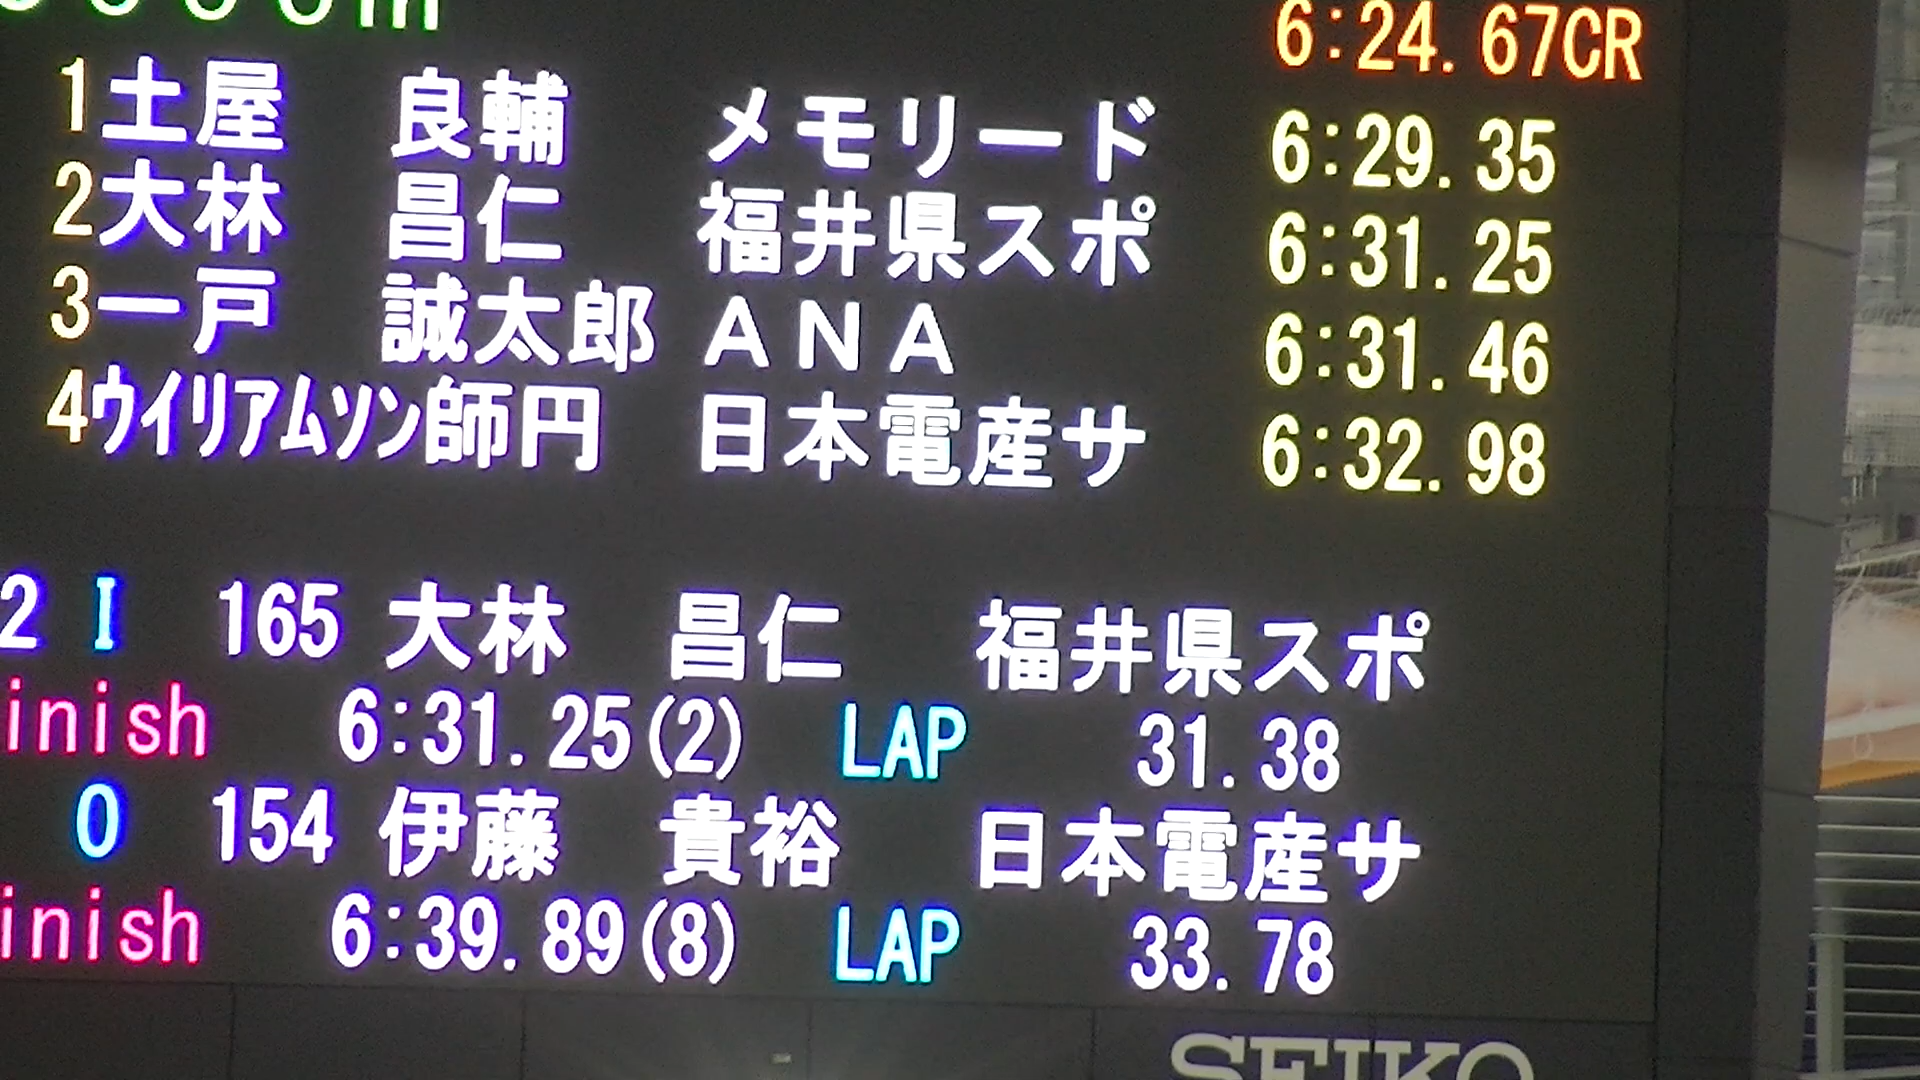 6:24.67CR
1 土屋 良輔 メモリード 6:29.35
2 大林 昌仁 福井県スポ 6:31.25
3 一戸 誠太郎 ANA 6:31.46
4 ウイリアムソン師円 日本電産サ 6:32.98
2 I 165 大林 昌仁 福井県スポ
inish 6:31.25(2) LAP 31.38
O 154 伊藤 貴裕 日本電産サ
inish 6:39.89(8) LAP 33.78
SEIKO